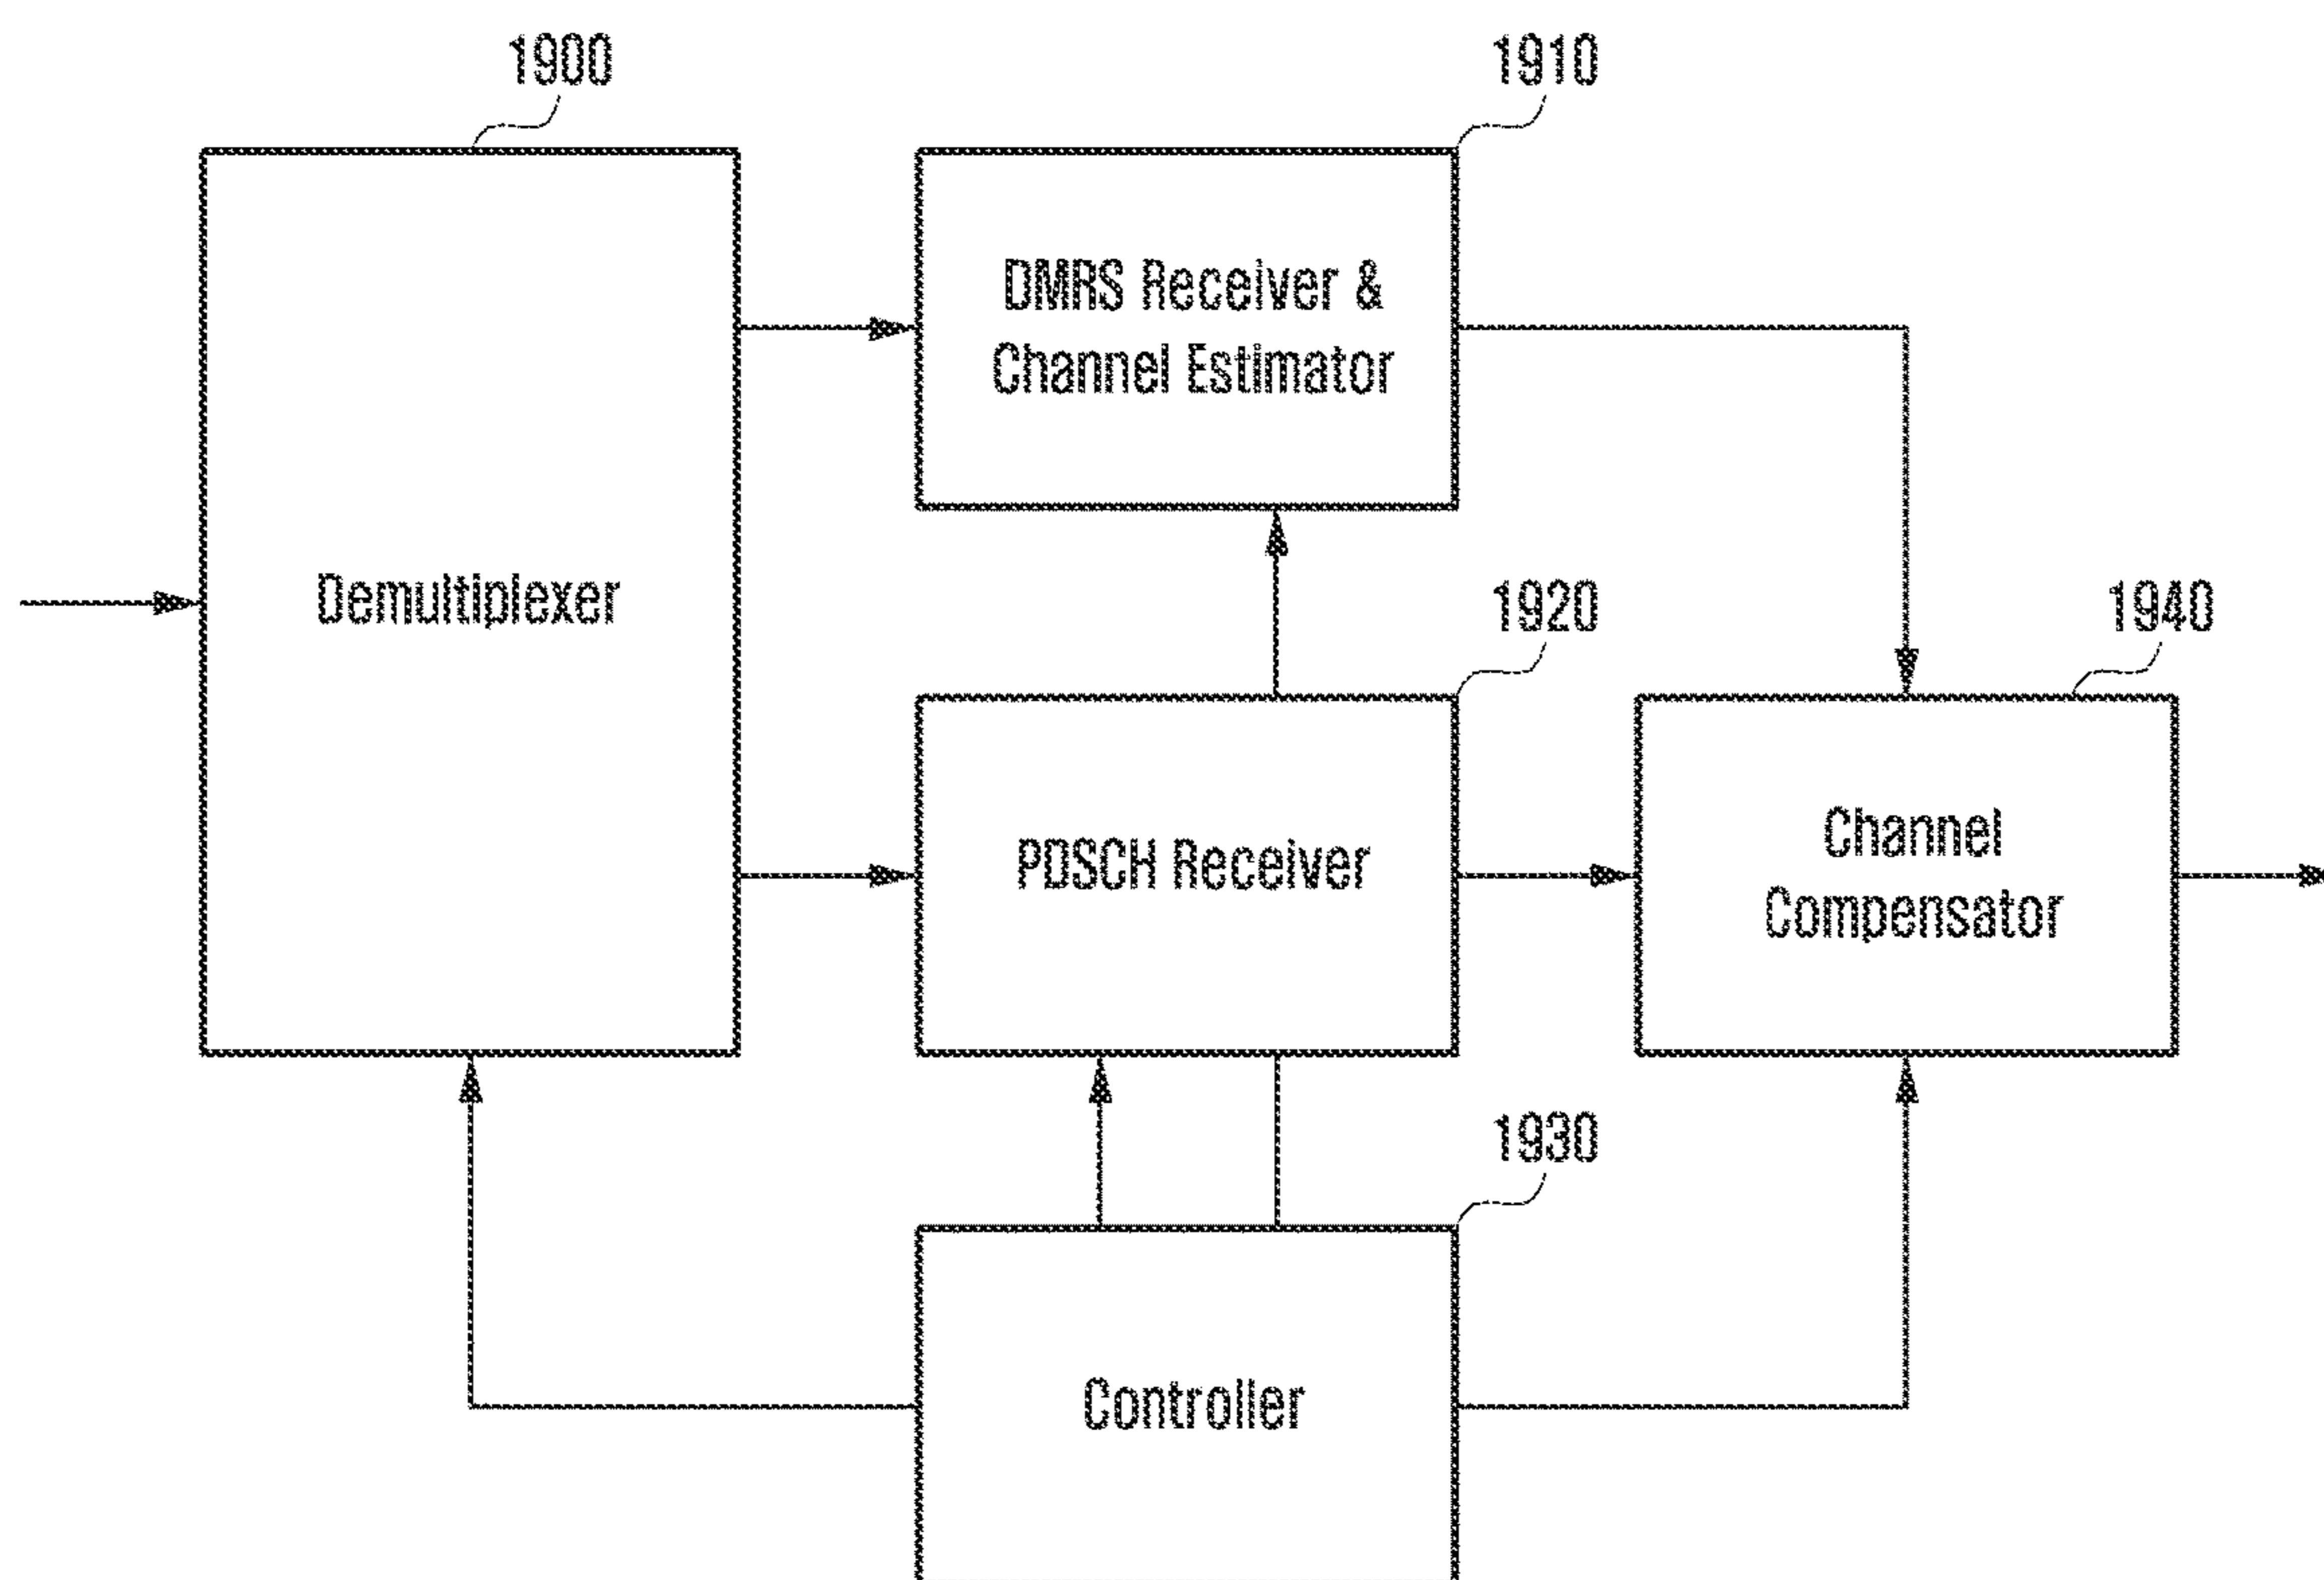 1900
1910
Demultiplexer
DMRS Receiver &
Channel Estimator
1920
1940
PDSCH Receiver
Channel
Compensator
1930
Controller